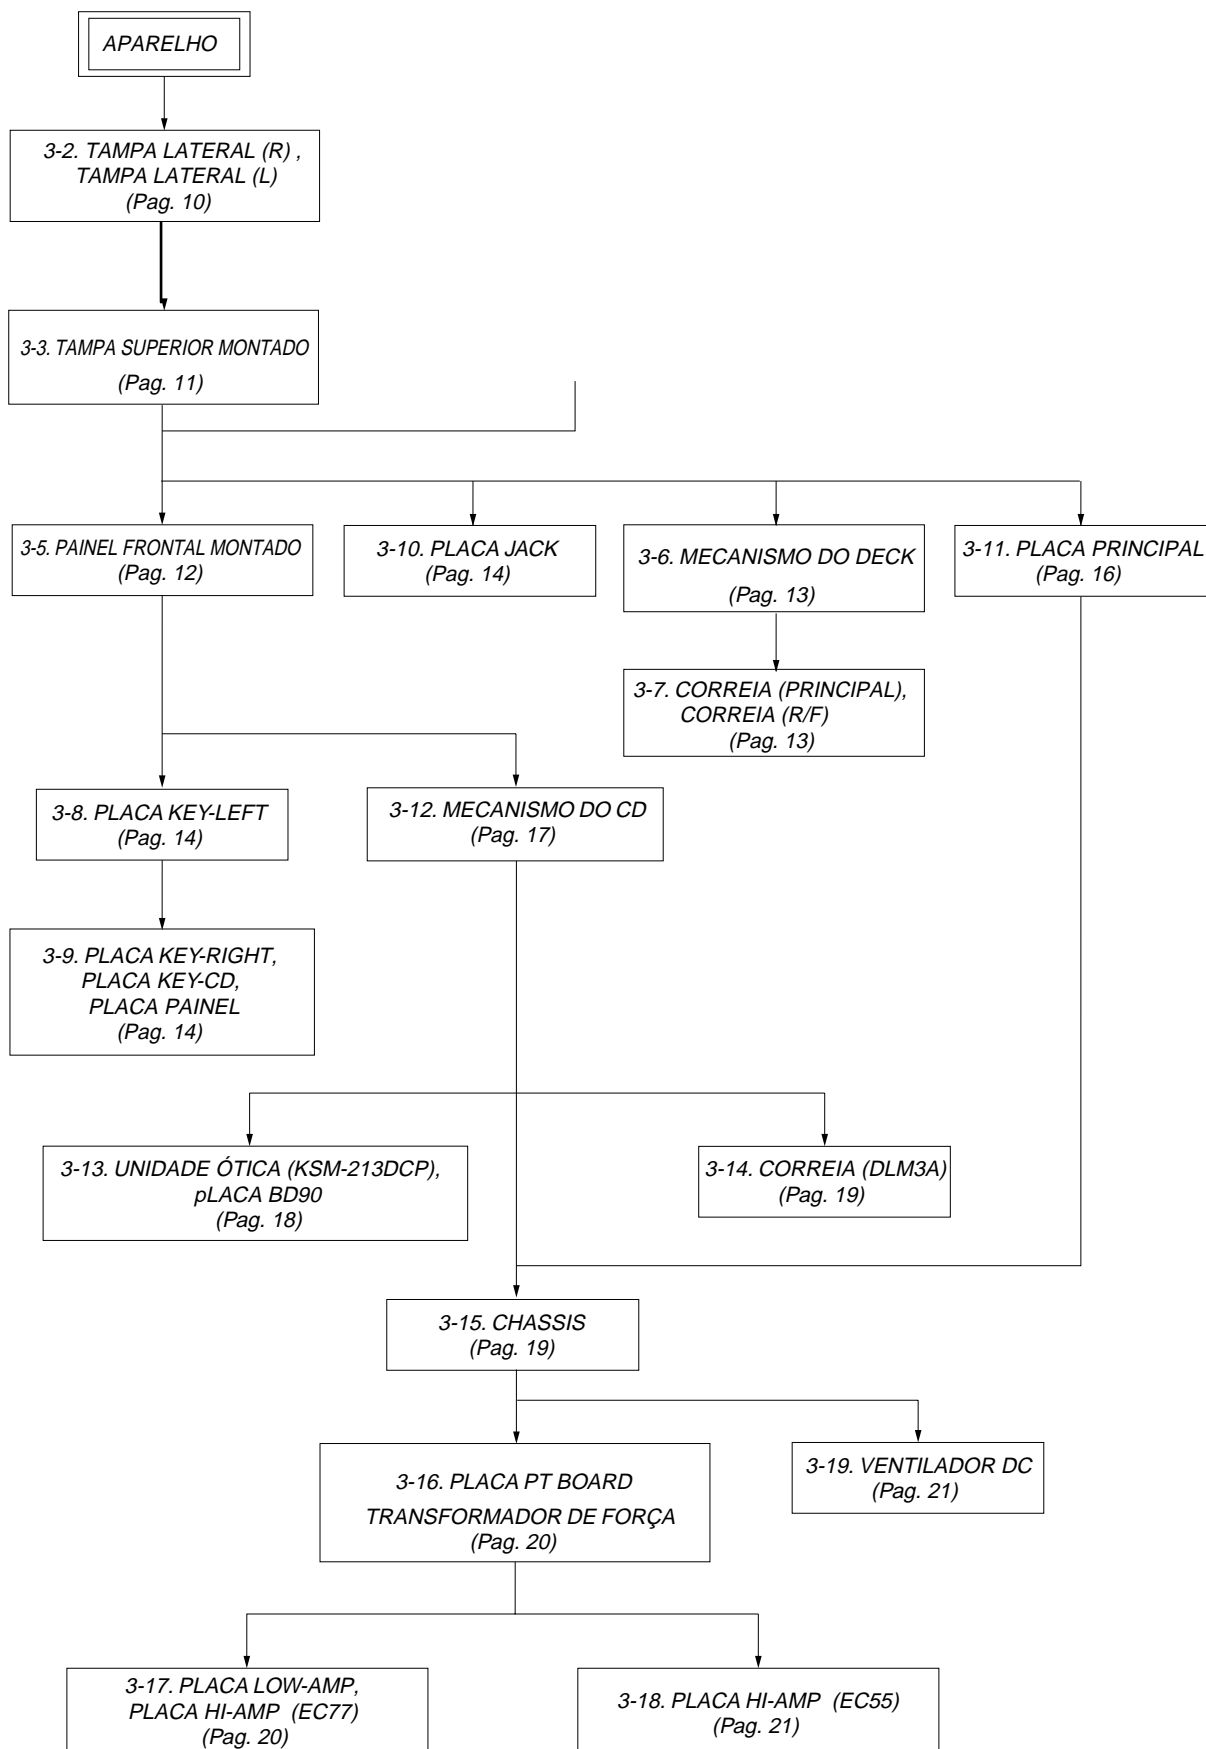 APARELHO
3-2. TAMPA LATERAL (R) ,
TAMPA LATERAL (L)
(Pag. 10)
3-3. TAMPA SUPERIOR MONTADO
(Pag. 11)
3-5. PAINEL FRONTAL MONTADO
(Pag. 12)
3-10. PLACA JACK
(Pag. 14)
3-6. MECANISMO DO DECK
(Pag. 13)
3-11. PLACA PRINCIPAL
(Pag. 16)
3-7. CORREIA (PRINCIPAL),
CORREIA (R/F)
(Pag. 13)
3-8. PLACA KEY-LEFT
(Pag. 14)
3-12. MECANISMO DO CD
(Pag. 17)
3-9. PLACA KEY-RIGHT,
PLACA KEY-CD,
PLACA PAINEL
(Pag. 14)
3-13. UNIDADE ÓTICA (KSM-213DCP),
pLACA BD90
(Pag. 18)
3-14. CORREIA (DLM3A)
(Pag. 19)
3-15. CHASSIS
(Pag. 19)
3-16. PLACA PT BOARD
TRANSFORMADOR DE FORÇA
(Pag. 20)
3-19. VENTILADOR DC
(Pag. 21)
3-17. PLACA LOW-AMP,
PLACA HI-AMP (EC77)
(Pag. 20)
3-18. PLACA HI-AMP (EC55)
(Pag. 21)